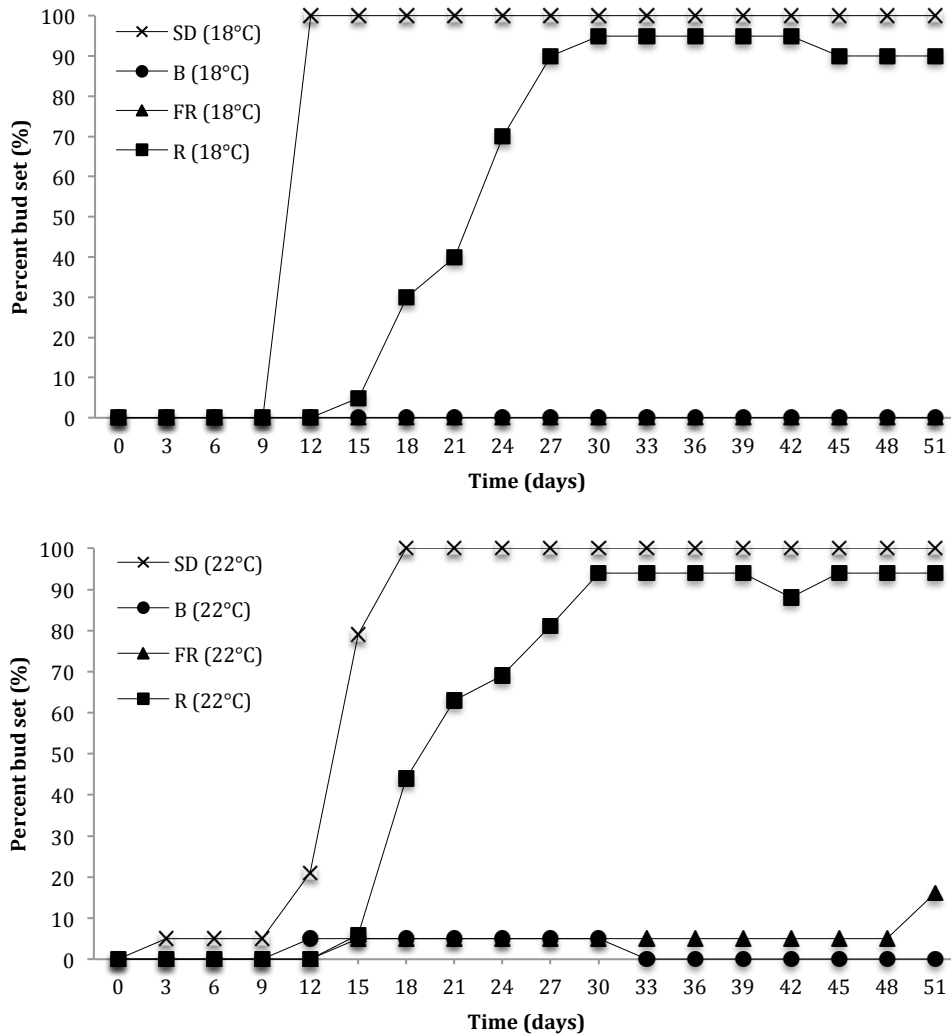 100
90
80
70
60
50
40
30
20
10
0
Percent bud set (%)
SD (18°C)
B (18°C)
FR (18°C)
R (18°C)
0 3 6 9 12 15 18 21 24 27 30 33 36 39 42 45 48 51
Time (days)
100
90
80
70
60
50
40
30
20
10
0
Percent bud set (%)
SD (22°C)
B (22°C)
FR (22°C)
R (22°C)
0 3 6 9 12 15 18 21 24 27 30 33 36 39 42 45 48 51
Time (days)